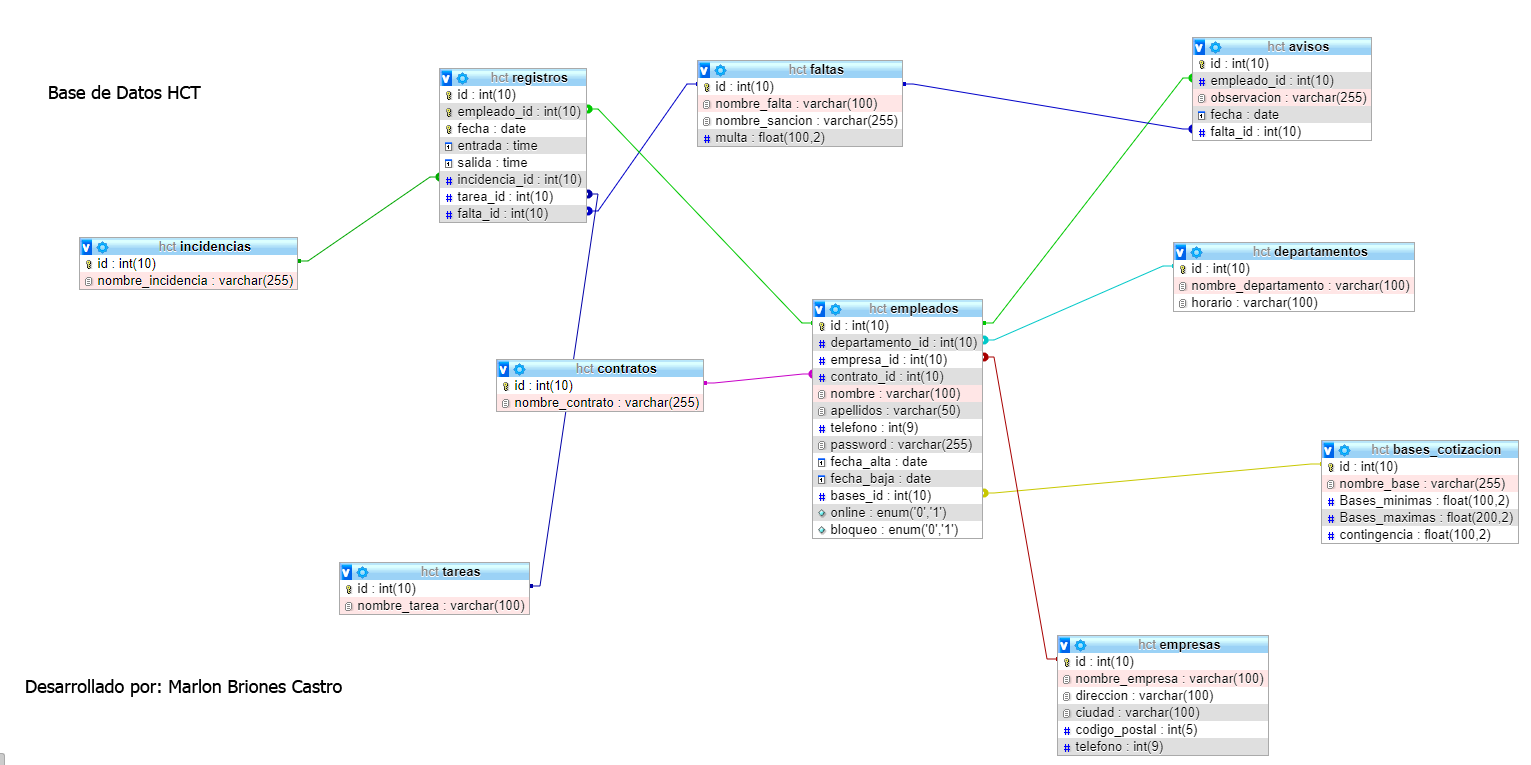 Base de Datos HCT
hct registros
id : int(10)
empleado_id : int(10)
fecha : date
entrada : time
salida : time
incidencia_id : int(10)
tarea_id : int(10)
falta_id : int(10)
hct faltas
id : int(10)
nombre_falta : varchar(100)
nombre_sancion : varchar(255)
multa : float(100,2)
hct avisos
id : int(10)
empleado_id : int(10)
observacion : varchar(255)
fecha : date
falta_id : int(10)
hct incidencias
id : int(10)
nombre_incidencia : varchar(255)
hct departamentos
id : int(10)
nombre_departamento : varchar(100)
horario : varchar(100)
hct empleados
id : int(10)
departamento_id : int(10)
empresa_id : int(10)
contrato_id : int(10)
nombre : varchar(100)
apellidos : varchar(50)
telefono : int(9)
password : varchar(255)
fecha_alta : date
fecha_baja : date
bases_id : int(10)
online : enum('0','1')
bloqueo : enum('0','1')
hct contratos
id : int(10)
nombre_contrato : varchar(255)
hct bases_cotizacion
id : int(10)
nombre_base : varchar(255)
Bases_minimas : float(100,2)
Bases_maximas : float(200,2)
contingencia : float(100,2)
hct tareas
id : int(10)
nombre_tarea : varchar(100)
hct empresas
id : int(10)
nombre_empresa : varchar(100)
direccion : varchar(100)
ciudad : varchar(100)
codigo_postal : int(5)
telefono : int(9)
Desarrollado por: Marlon Briones Castro